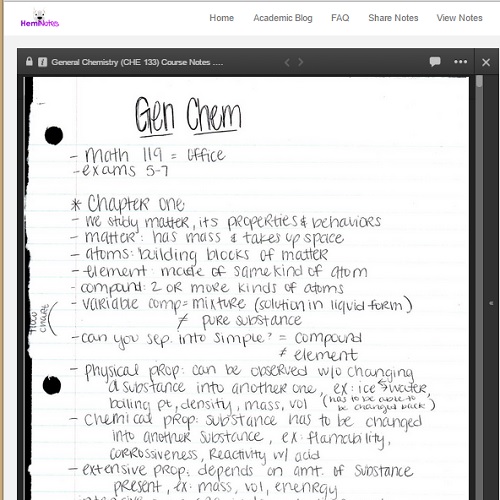 HemiNotes
Home Academic Blog FAQ Share Notes View Notes
General Chemistry (CHE 133) Course Notes ....
Gen Chem
- math 119 = office
- exams 5-7
* Chapter one:
- we study matter, its properties & behaviors
- matter: has mass & takes up space
- atoms: building blocks of matter
- element: made of same kind of atom
- compound: 2 or more kinds of atoms
- variable comp = mixture (solution in liquid form)
≠ pure substance
flow chart
- can you sep. into simple? = compound
≠ element
- physical prop: can be observed w/o changing
a substance into another one, ex: ice ↔ water,
boiling pt, density, mass, vol (has to be able to be changed back)
- Chemical prop: substance has to be changed
into another substance, ex: flamability,
corrossiveness, Reactivity w/ acid
- extensive prop: depends on amt. of substance
present, ex: mass, vol, enenrgy